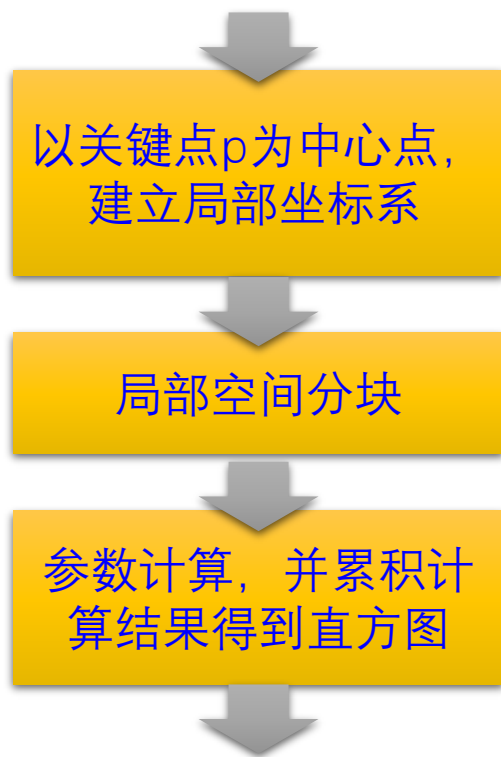 以关键点p为中心点，
建立局部坐标系
局部空间分块
参数计算，并累积计
算结果得到直方图